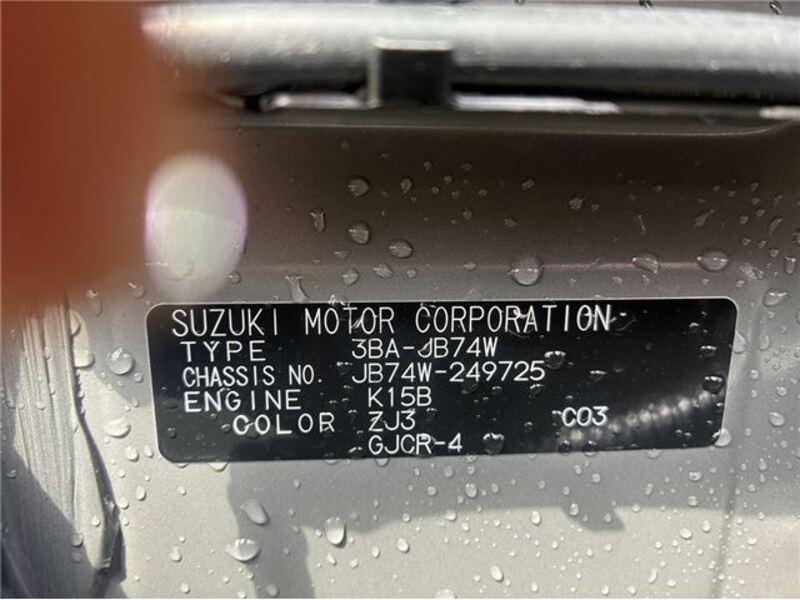 SUZUKI MOTOR CORPORATION
TYPE 3BA-JB74W
CHASSIS NO. JB74W-249725
ENGINE K15B
COLOR ZJ3 C03
GJCR-4